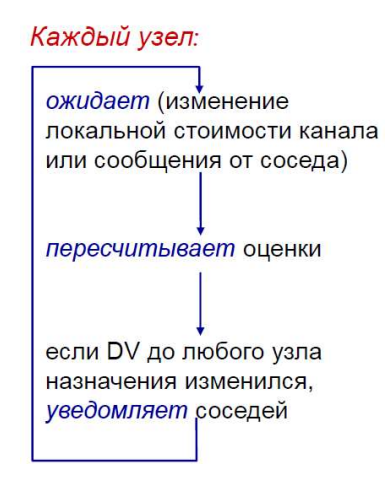 Каждый узел:
ожидает (изменение
локальной стоимости канала
или сообщения от соседа)
пересчитывает оценки
если DV до любого узла
назначения изменился,
уведомляет соседей